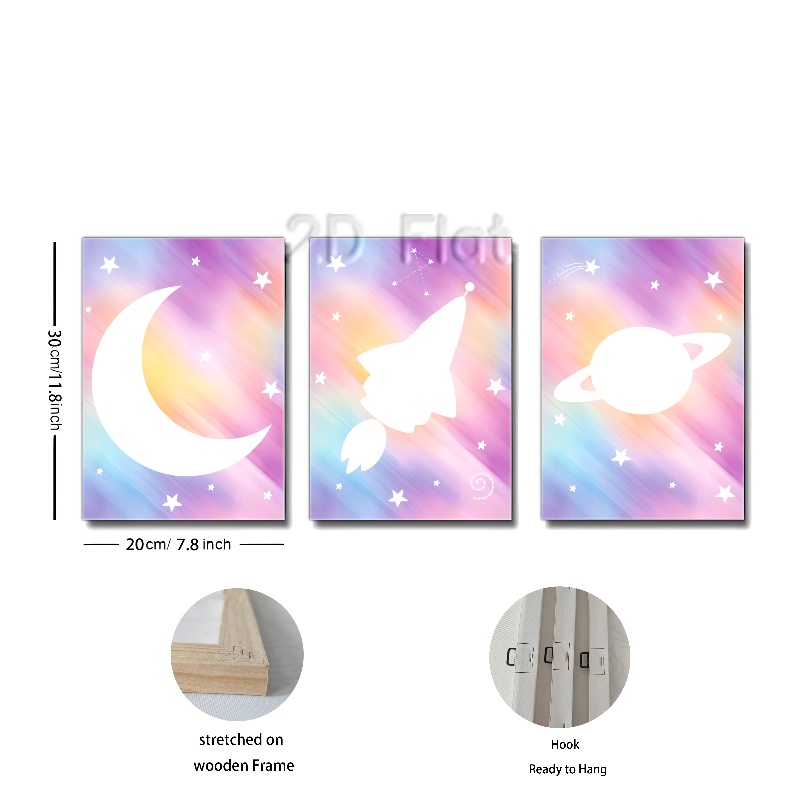 2D Flat
30cm/11.8inch
20cm/ 7.8 inch
stretched on
wooden Frame
Hook
Ready to Hang